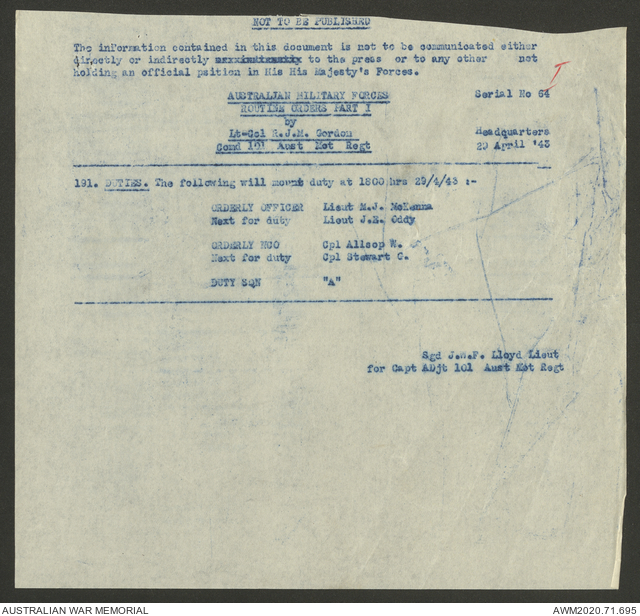 NOT TO BE PUBLISHED
The information contained in this document is not to be communicated either
directly or indirectly to the press or to any other not
holding an official psition in His His Majesty's Forces.
I
AUSTRALIAN MILITARY FORCES Serial No 64
ROUTINE ORDERS PART I
by
Lt-Col R.J.M. Gordon Headquarters
Comd 101 Aust Mot Regt 29 April '43
191. DUTIES. The following will mount duty at 1800 hrs 29/4/43 :-
ORDERLY OFFICER Lieut M.J. McKenna
Next for duty Lieut J.E. Oddy
ORDERLY NCO Cpl Allsop W.
Next for duty Cpl Stewart G.
DUTY SQN "A"
Sgd J.W.F. Lloyd Lieut
for Capt ADjt 101 Aust Mot Regt
AUSTRALIAN WAR MEMORIAL AWM2020.71.695